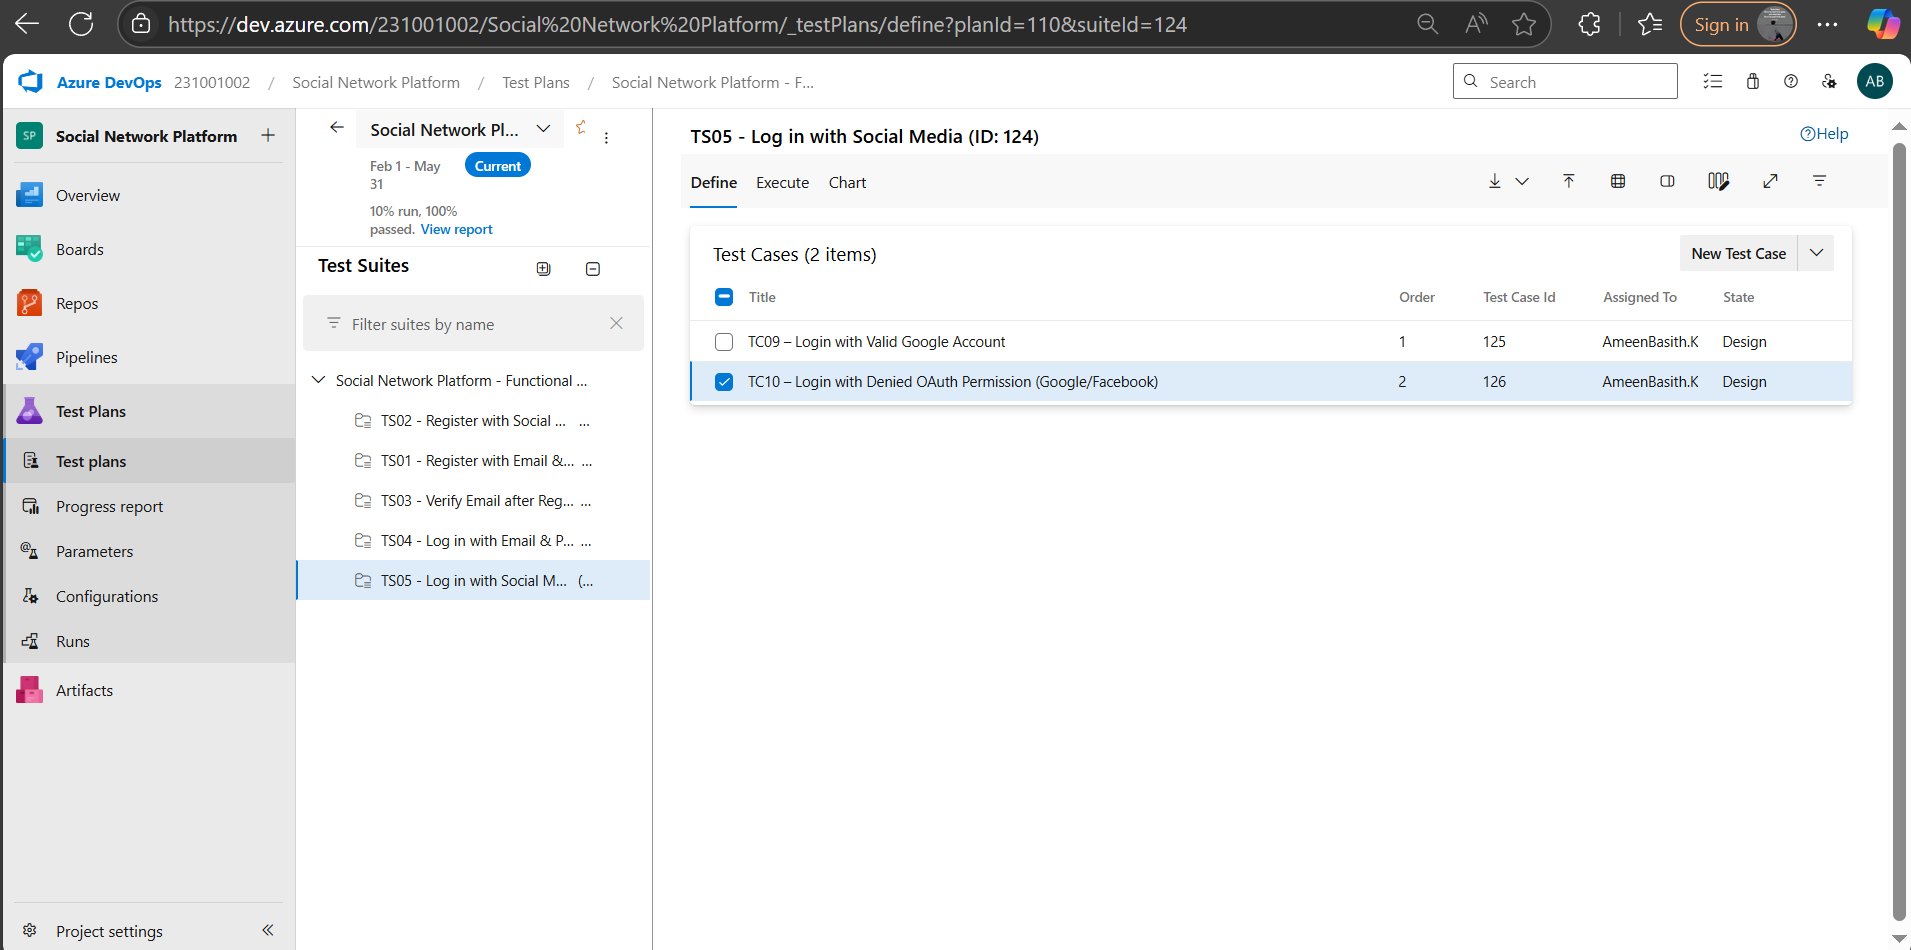 https://dev.azure.com/231001002/Social%20Network%20Platform/_testPlans/define?planId=110&suiteId=124
Sign in
Azure DevOps 231001002 / Social Network Platform / Test Plans / Social Network Platform - F...
Search
AB
SP Social Network Platform
Overview
Boards
Repos
Pipelines
Test Plans
Test plans
Progress report
Parameters
Configurations
Runs
Artifacts
Project settings
Social Network Pl...
Feb 1 - May
31
Current
10% run, 100%
passed. View report
Test Suites
Filter suites by name
Social Network Platform - Functional ...
TS02 - Register with Social ... ...
TS01 - Register with Email &... ...
TS03 - Verify Email after Reg... ...
TS04 - Log in with Email & P... ...
TS05 - Log in with Social M... (...
TS05 - Log in with Social Media (ID: 124)
Help
Define Execute Chart
Test Cases (2 items)
New Test Case
Title Order Test Case Id Assigned To State
TC09 – Login with Valid Google Account 1 125 AmeenBasith.K Design
TC10 – Login with Denied OAuth Permission (Google/Facebook) 2 126 AmeenBasith.K Design